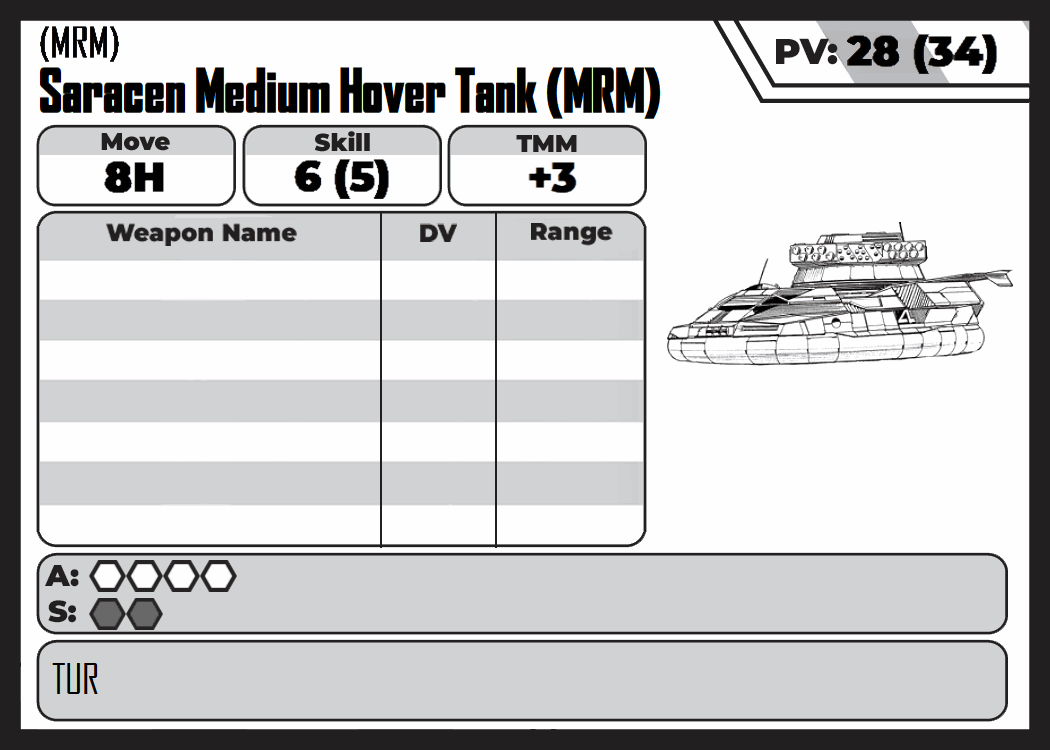 (MRM)
Saracen Medium Hover Tank (MRM)
PV: 28 (34)
Move Skill TMM
8H 6 (5) +3
Weapon Name DV Range
A:
S:
TUR